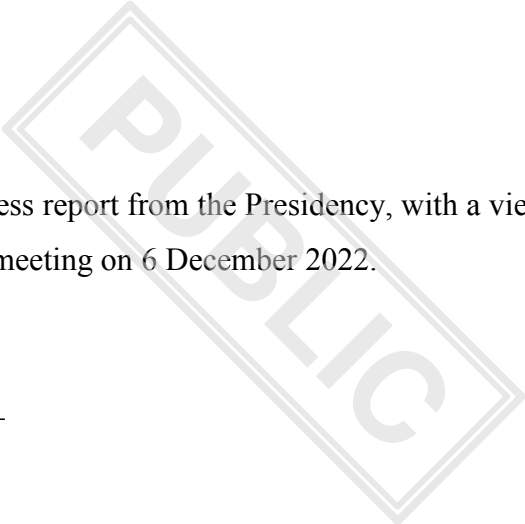 ess report from the Presidency, with a vie
meeting on 6 December 2022.
PUBLIC